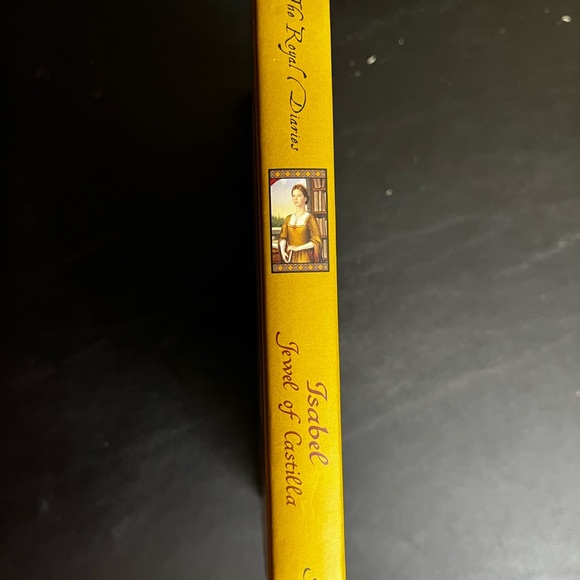 The Royal Diaries
Isabel
Jewel of Castilla